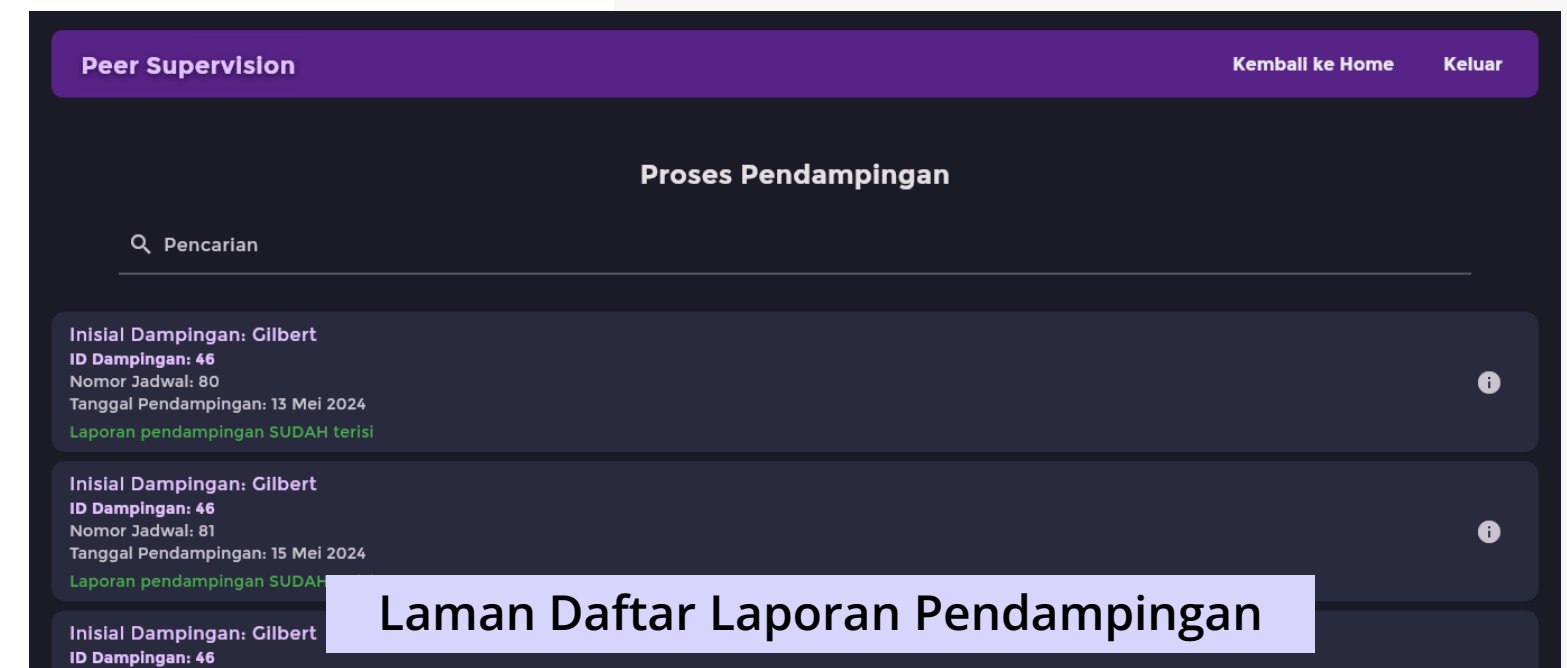 Peer Supervision
Kembali ke Home
Keluar
Proses Pendampingan
Pencarian
Inisial Dampingan: Gilbert
ID Dampingan: 46
Nomor Jadwal: 80
Tanggal Pendampingan: 13 Mei 2024
Laporan pendampingan SUDAH terisi
Inisial Dampingan: Gilbert
ID Dampingan: 46
Nomor Jadwal: 81
Tanggal Pendampingan: 15 Mei 2024
Laporan pendampingan SUDAH
Laman Daftar Laporan Pendampingan
Inisial Dampingan: Gilbert
ID Dampingan: 46